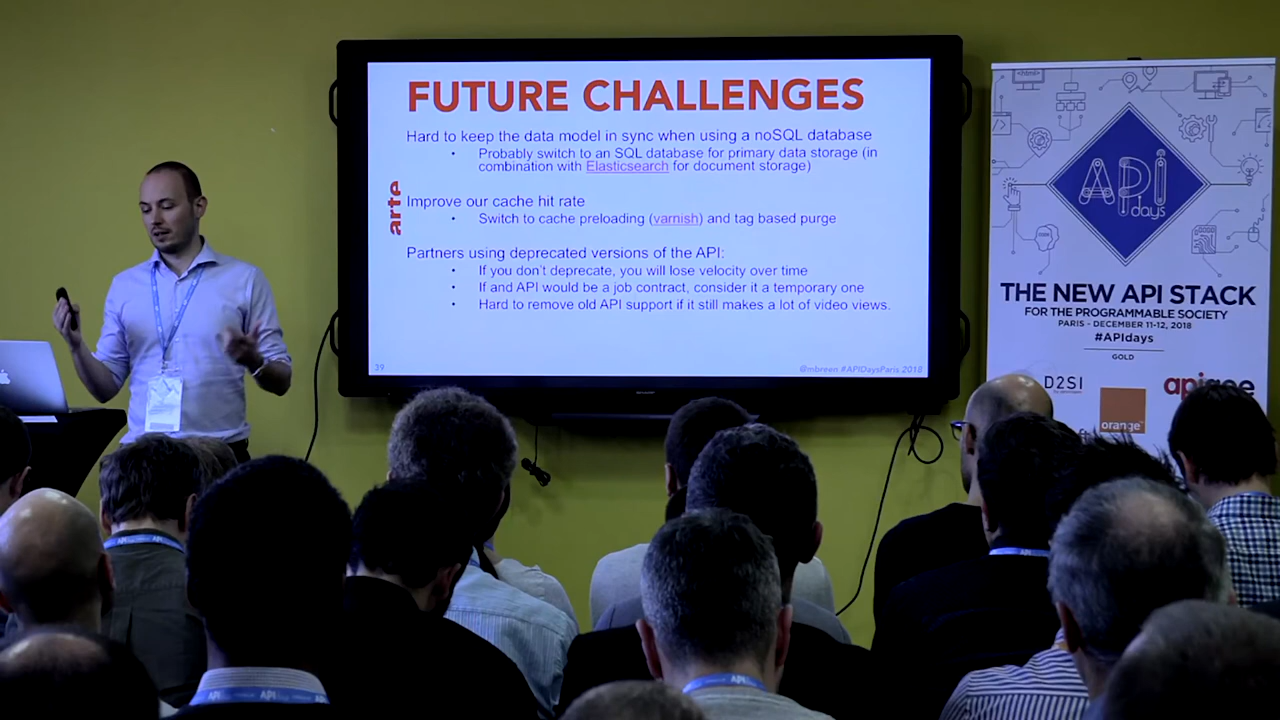 FUTURE CHALLENGES
Hard to keep the data model in sync when using a noSQL database
• Probably switch to an SQL database for primary data storage (in
combination with Elasticsearch for document storage)
arte
Improve our cache hit rate
• Switch to cache preloading (varnish) and tag based purge
Partners using deprecated versions of the API:
• If you don't deprecate, you will lose velocity over time
• If and API would be a job contract, consider it a temporary one
• Hard to remove old API support if it still makes a lot of video views.
39
@mbreen #APIDaysParis 2018
<html>
API
days
THE NEW API STACK
FOR THE PROGRAMMABLE SOCIETY
PARIS - DECEMBER 11-12, 2018
#APIdays
GOLD
D2SI
apigee
orange
API
API